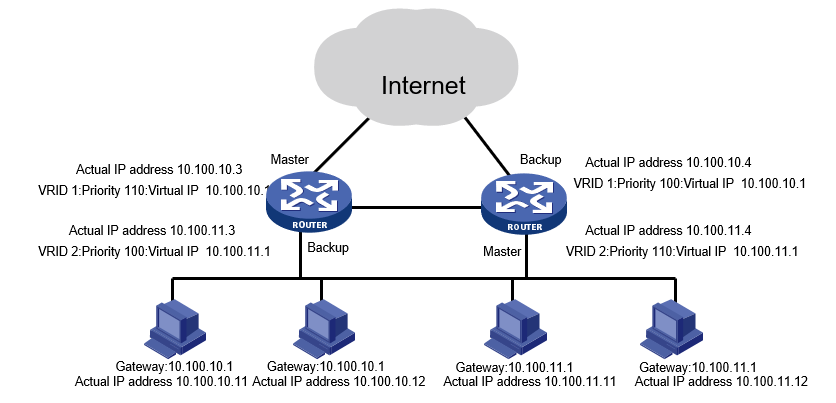 Internet
Master
Backup
Actual IP address 10.100.10.3
VRID 1:Priority 110:Virtual IP 10.100.10.1
Actual IP address 10.100.10.4
VRID 1:Priority 100:Virtual IP 10.100.10.1
ROUTER
ROUTER
Actual IP address 10.100.11.3
VRID 2:Priority 100:Virtual IP 10.100.11.1
Backup
Master
Actual IP address 10.100.11.4
VRID 2:Priority 110:Virtual IP 10.100.11.1
Gateway:10.100.10.1
Actual IP address 10.100.10.11
Gateway:10.100.10.1
Actual IP address 10.100.10.12
Gateway:10.100.11.1
Actual IP address 10.100.11.11
Gateway:10.100.11.1
Actual IP address 10.100.11.12